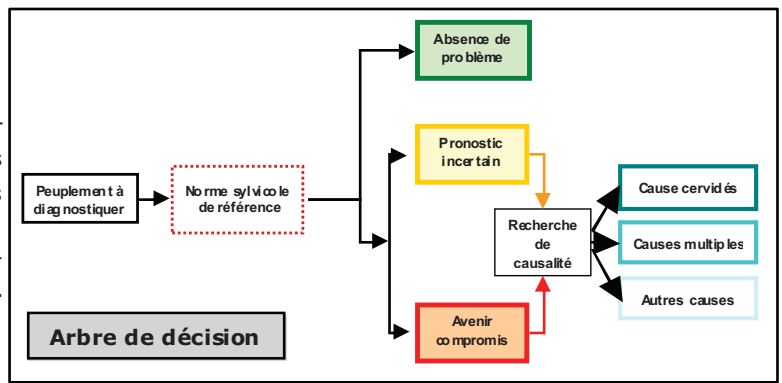 Absence de
problème
Pronostic
incertain
Peuplement à
diagnostiquer
Norme sylvicole
de référence
Recherche
de
causalité
Cause cervidés
Causes multiples
Autres causes
Avenir
compromis
Arbre de décision